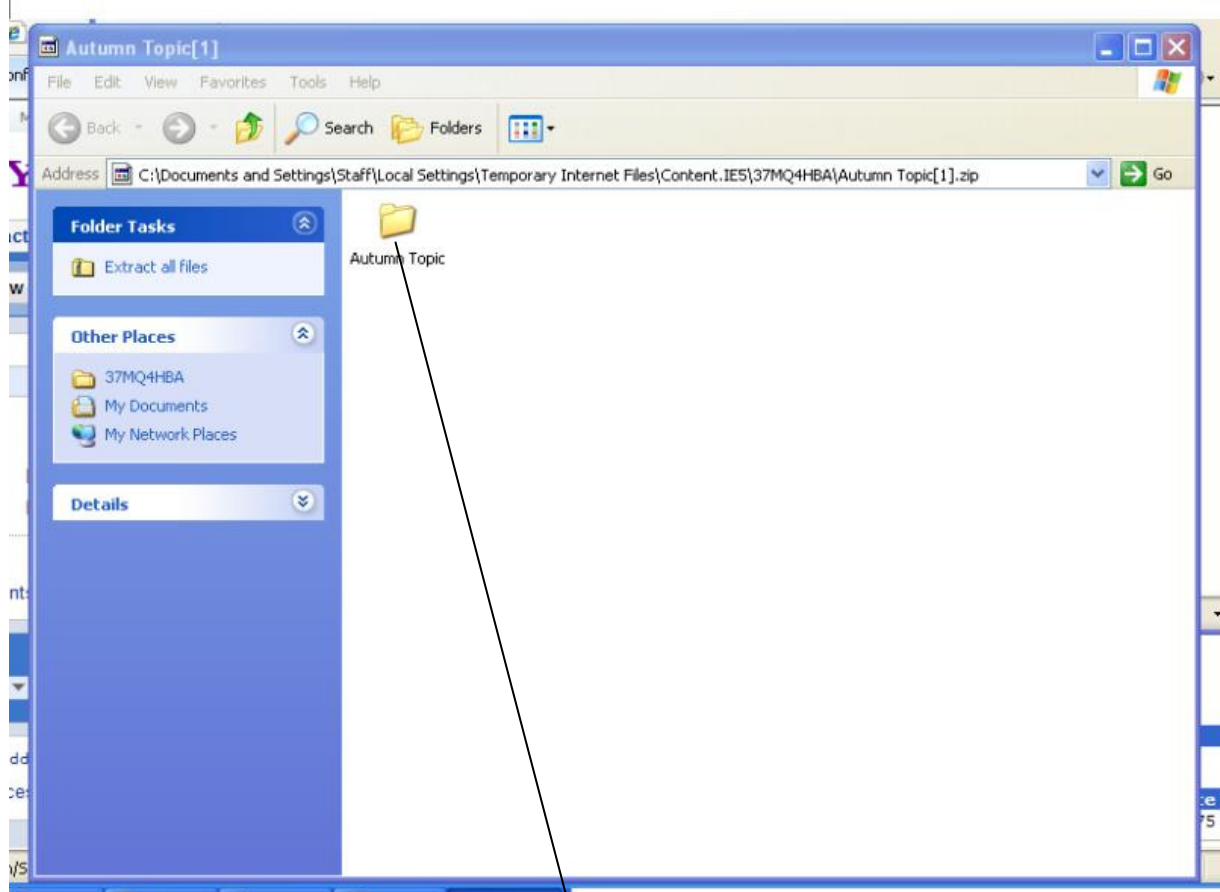 Autumn Topic[1]
File Edit View Favorites Tools Help
Back Search Folders
Address C:\Documents and Settings\Staff\Local Settings\Temporary Internet Files\Content.IE5\37MQ4HBA\Autumn Topic[1].zip Go
Folder Tasks
Extract all files
Autumn Topic
Other Places
37MQ4HBA
My Documents
My Network Places
Details